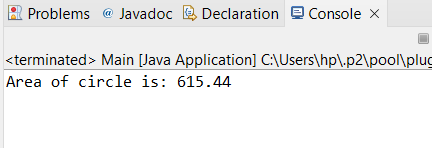 Problems @ Javadoc Declaration Console
<terminated> Main [Java Application] C:\Users\hp\.p2\pool\plug
Area of circle is: 615.44